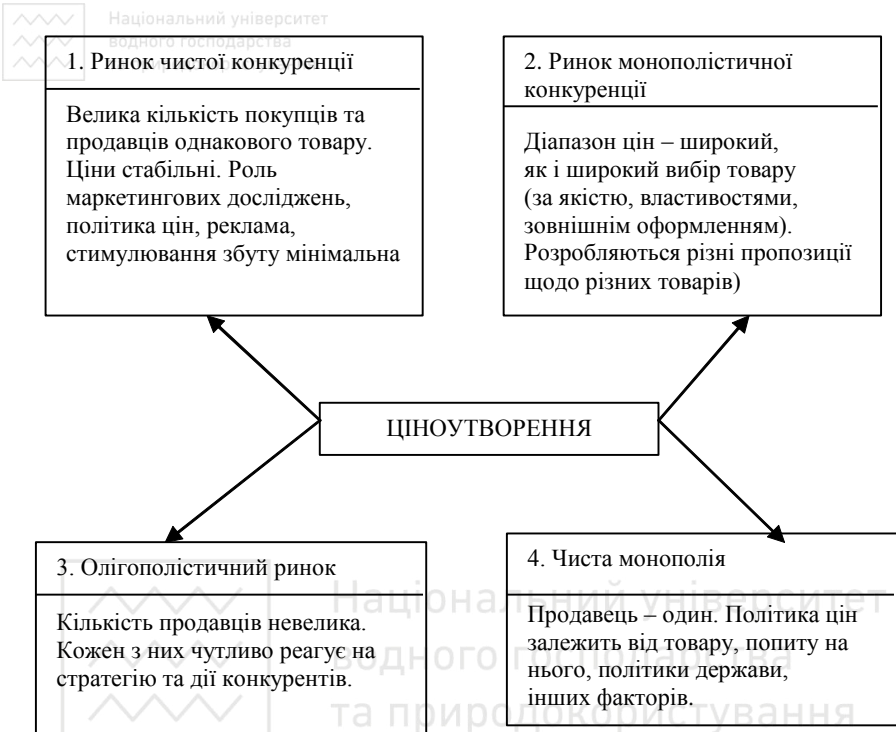 Національний університет
водного господарства
1. Ринок чистої конкуренції
Велика кількість покупців та
продавців однакового товару.
Ціни стабільні. Роль
маркетингових досліджень,
політика цін, реклама,
стимулювання збуту мінімальна
2. Ринок монополістичної
конкуренції
Діапазон цін – широкий,
як і широкий вибір товару
(за якістю, властивостями,
зовнішнім оформленням).
Розробляються різні пропозиції
щодо різних товарів)
ЦІНОУТВОРЕННЯ
3. Олігополістичний ринок
Кількість продавців невелика.
Кожен з них чутливо реагує на
стратегію та дії конкурентів.
4. Чиста монополія
Продавець – один. Політика цін
залежить від товару, попиту на
нього, політики держави,
інших факторів.
Національний університет
водного господарства
та природокористування